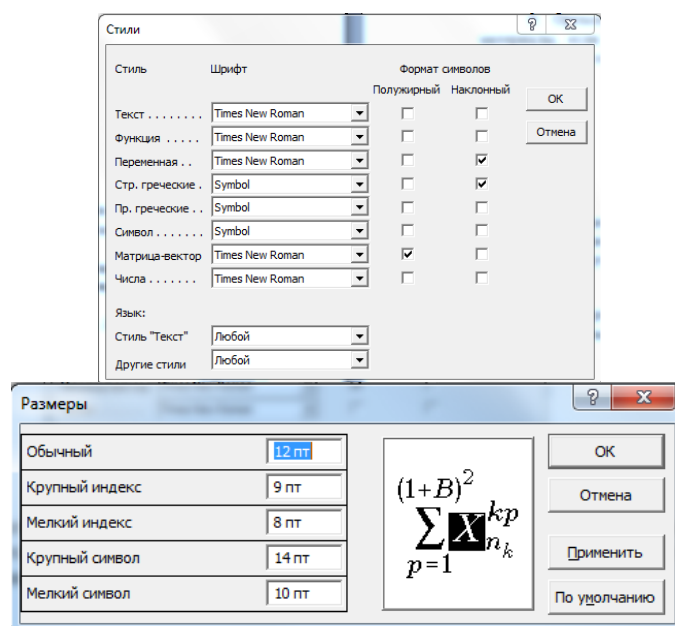 Стили
Стиль Шрифт Формат символов
Полужирный Наклонный
ОК
Текст . . . . . . . . Times New Roman
Функция . . . . . Times New Roman
Отмена
Переменная . . Times New Roman
Стр. греческие . Symbol
Пр. греческие . . Symbol
Символ . . . . . . . Symbol
Матрица-вектор Times New Roman
Числа . . . . . . . Times New Roman
Язык:
Стиль "Текст" Любой
Другие стили Любой
Размеры
Обычный 12 пт
Крупный индекс 9 пт
Мелкий индекс 8 пт
Крупный символ 14 пт
Мелкий символ 10 пт
(1+B)²
∑ X kp
n k
p=1
ОК
Отмена
Применить
По умолчанию